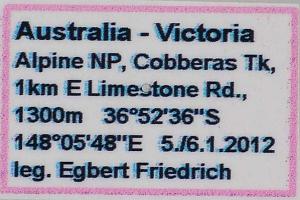 Australia - Victoria
Alpine NP, Cobberas Tk,
1km E Limestone Rd.,
1300m 36°52'36"S
148°05'48"E 5./6.1.2012
leg. Egbert Friedrich